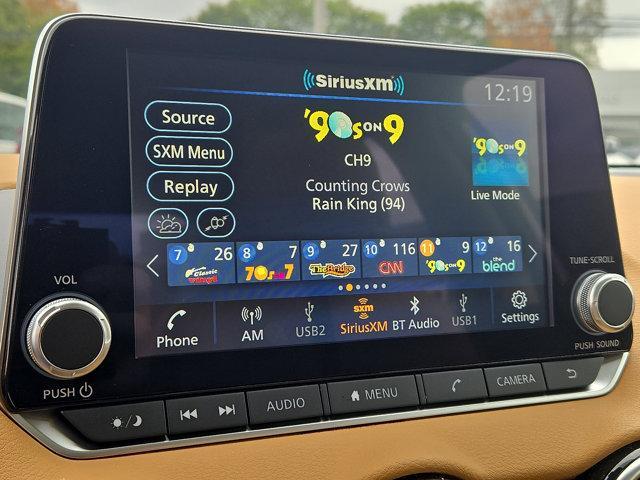 SiriusXM
12:19
Source
'90s ON 9
SXM Menu
CH9
'90s ON 9
Replay
Counting Crows
Rain King (94)
Live Mode
7 26 8 7 9 27 10 116 11 9 12 16
Classic vinyl 70s on 7 The Bridge CNN '90s ON 9 the blend
Phone AM USB2 sxm SiriusXM BT Audio USB1 Settings
VOL
PUSH
TUNE·SCROLL
PUSH SOUND
AUDIO MENU CAMERA